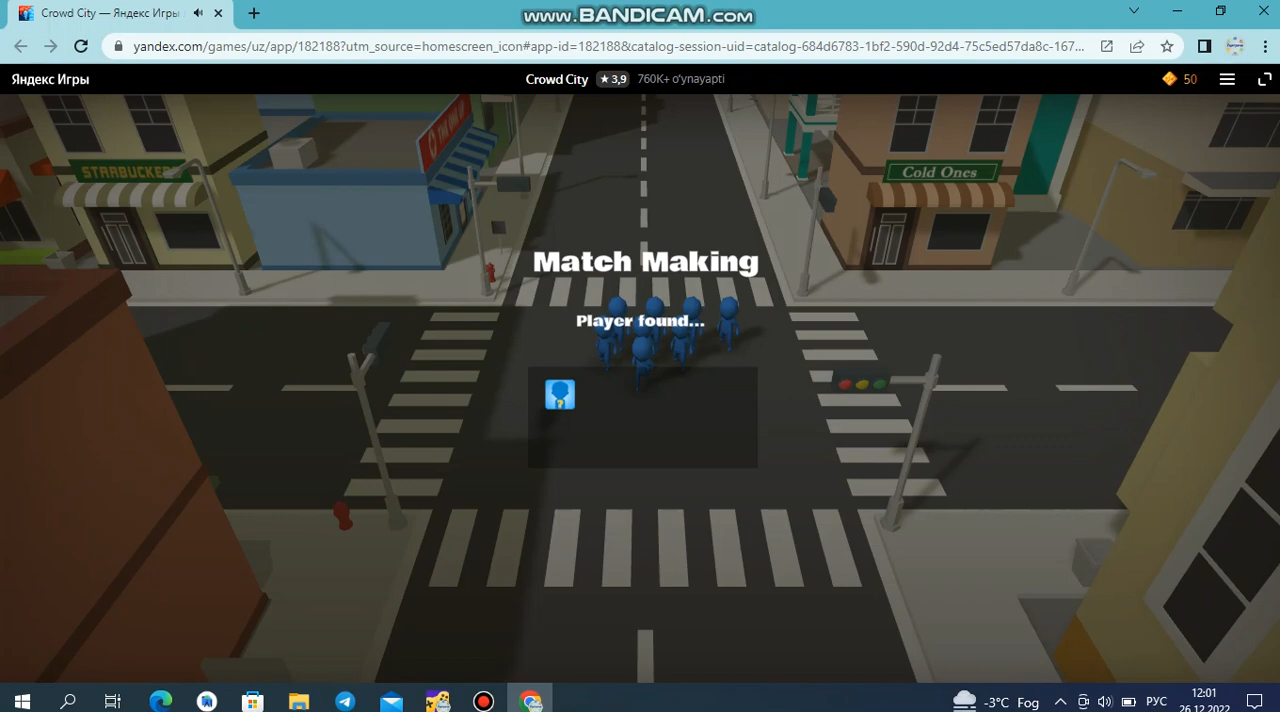 Crowd City — Яндекс Игры
www.BANDICAM.com
yandex.com/games/uz/app/182188?utm_source=homescreen_icon#app-id=182188&catalog-session-uid=catalog-684d6783-1bf2-590d-92d4-75c5ed57da8c-167...
Яндекс Игры
Crowd City ★ 3,9 760K+ o'ynayapti
50
STARBUCKER
Cold Ones
Match Making
Player found...
-3°C Fog
РУС
12:01
26.12.2022